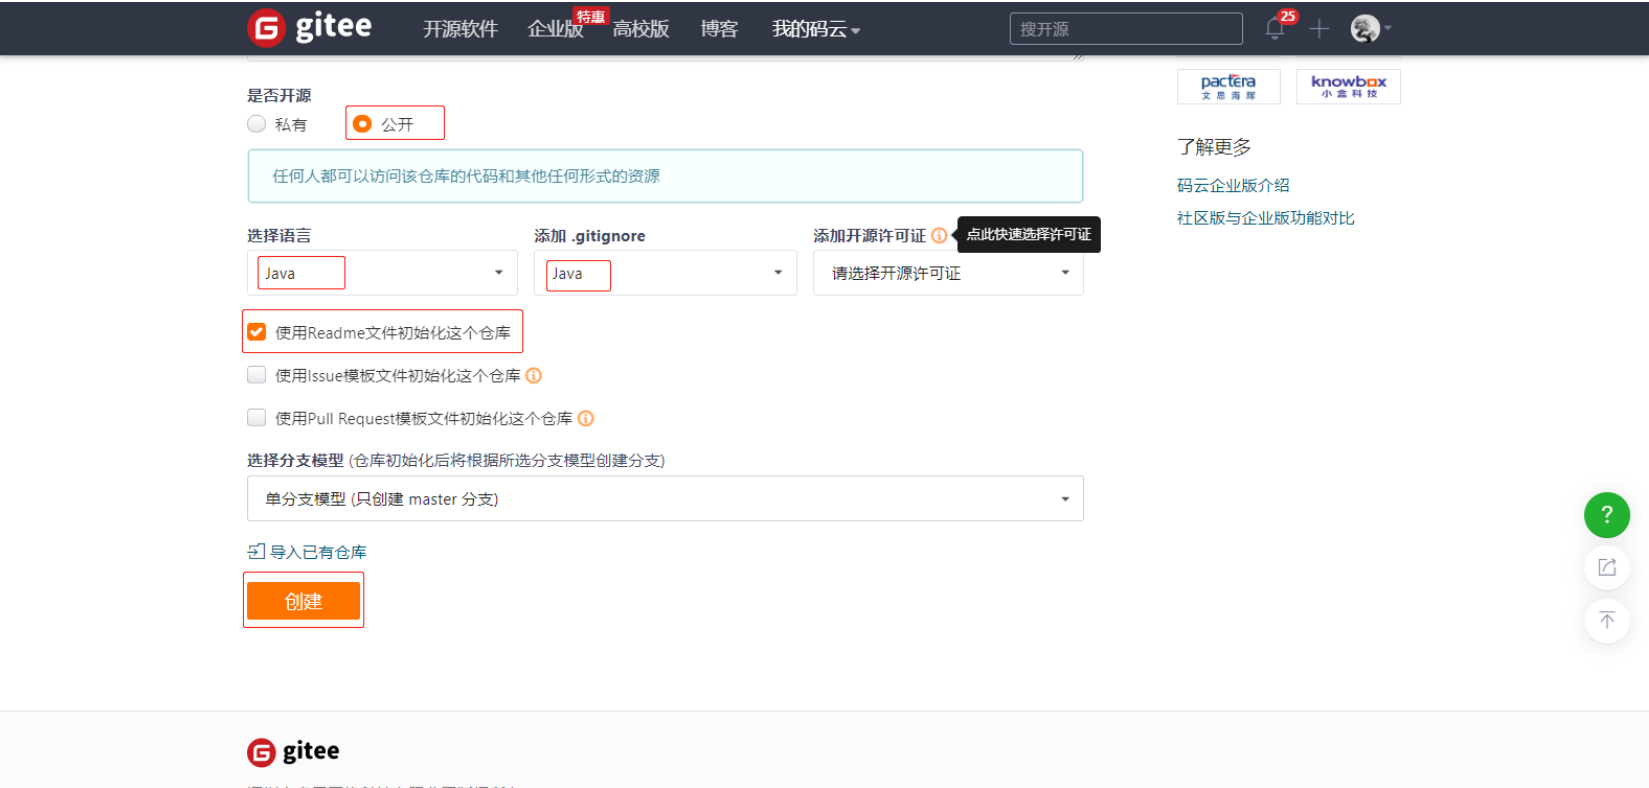 gitee 开源软件 企业版 特惠 高校版 博客 我的码云 搜开源 25
pactera
文思海辉
knowbox
小盒科技
是否开源
私有 公开
任何人都可以访问该仓库的代码和其他任何形式的资源
了解更多
码云企业版介绍
社区版与企业版功能对比
选择语言 添加 .gitignore 添加开源许可证 点此快速选择许可证
Java Java 请选择开源许可证
使用Readme文件初始化这个仓库
使用Issue模板文件初始化这个仓库
使用Pull Request模板文件初始化这个仓库
选择分支模型 (仓库初始化后将根据所选分支模型创建分支)
单分支模型 (只创建 master 分支)
导入已有仓库
创建
?
gitee